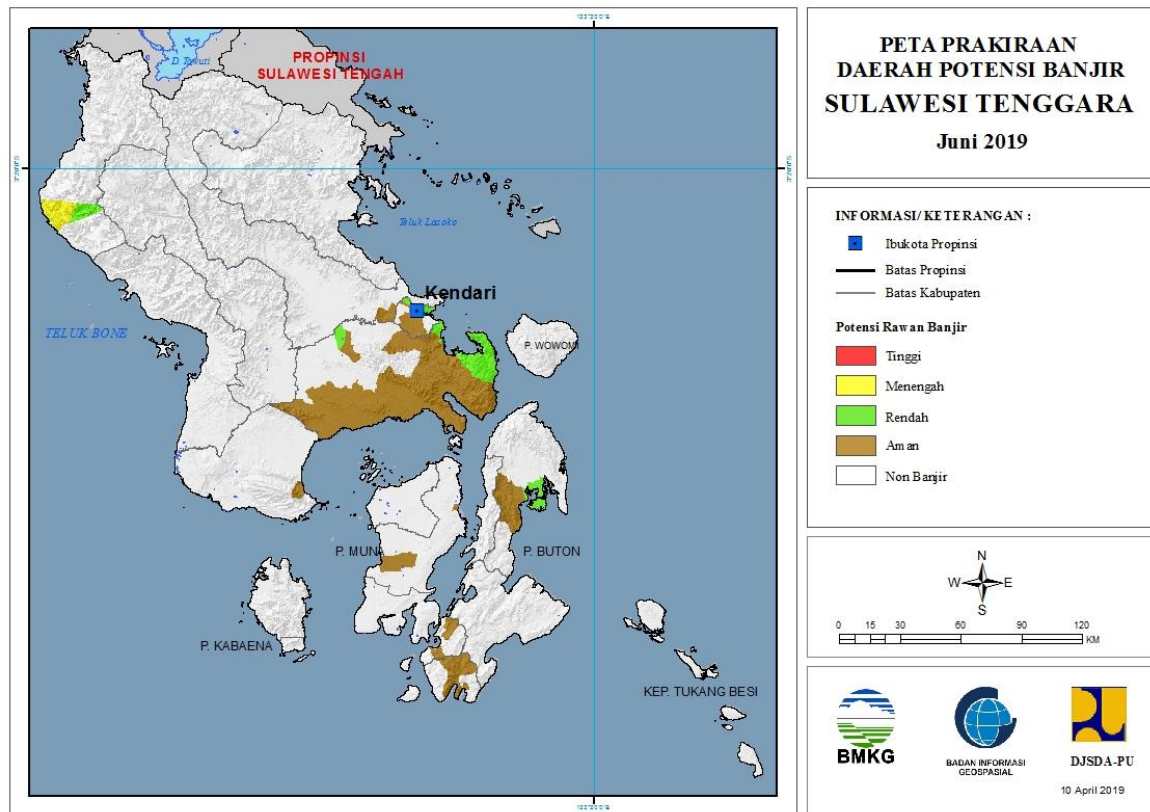 PETA PRAKIRAAN
DAERAH POTENSI BANJIR
SULAWESI TENGGARA
Juni 2019
PROPINSI
SULAWESI TENGAH
D. Towuti
Teluk Lasoko
Kendari
TELUK BONE
P. WOWONI
P. MUNA
P. BUTON
P. KABAENA
KEP. TUKANG BESI
INFORMASI/KETERANGAN :
Ibukota Propinsi
Batas Propinsi
Batas Kabupaten
Potensi Rawan Banjir
Tinggi
Menengah
Rendah
Aman
Non Banjir
N
W E
S
0 15 30 60 90 120
KM
BMKG
BADAN INFORMASI
GEOSPASIAL
DJSDA-PU
10 April 2019